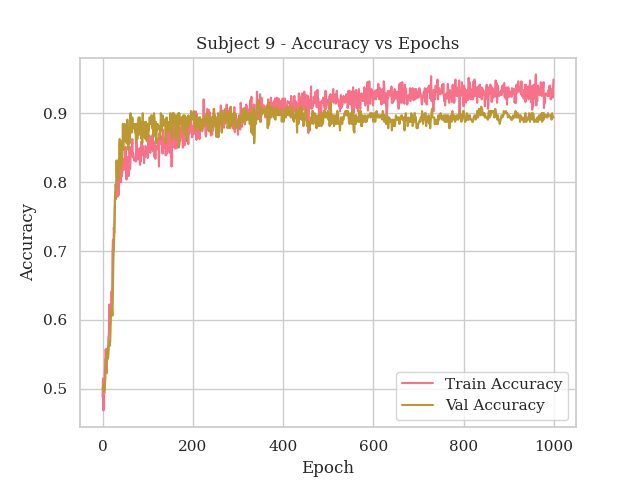 Subject 9 - Accuracy vs Epochs
Accuracy
0.9
0.8
0.7
0.6
0.5
0 200 400 600 800 1000
Epoch
Train Accuracy
Val Accuracy